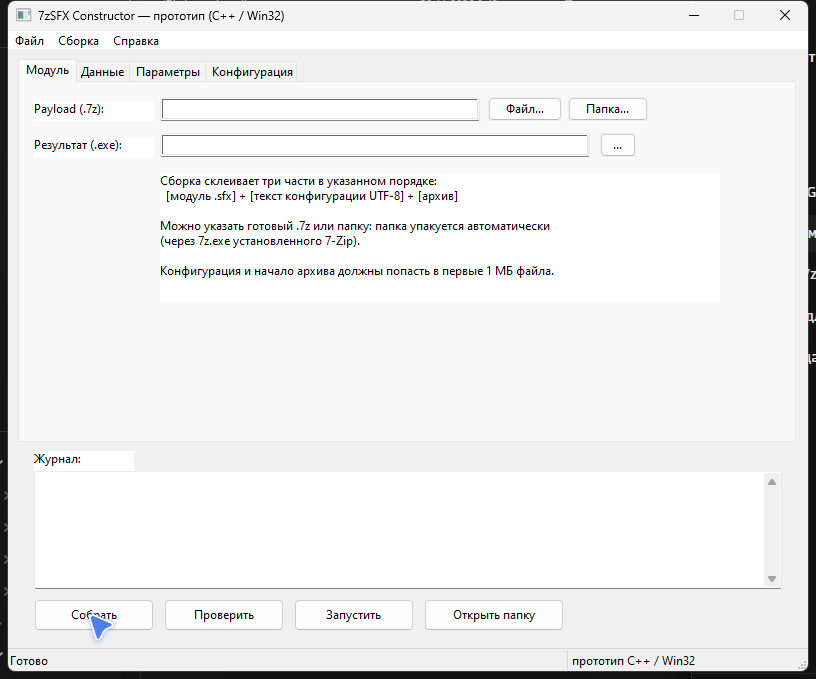 7zSFX Constructor — прототип (C++ / Win32)
Файл Сборка Справка
Модуль Данные Параметры Конфигурация
Payload (.7z): Файл... Папка...
Результат (.exe): ...
Сборка склеивает три части в указанном порядке:
[модуль .sfx] + [текст конфигурации UTF-8] + [архив]
Можно указать готовый .7z или папку: папка упакуется автоматически
(через 7z.exe установленного 7-Zip).
Конфигурация и начало архива должны попасть в первые 1 МБ файла.
Журнал:
Собрать Проверить Запустить Открыть папку
Готово прототип C++ / Win32